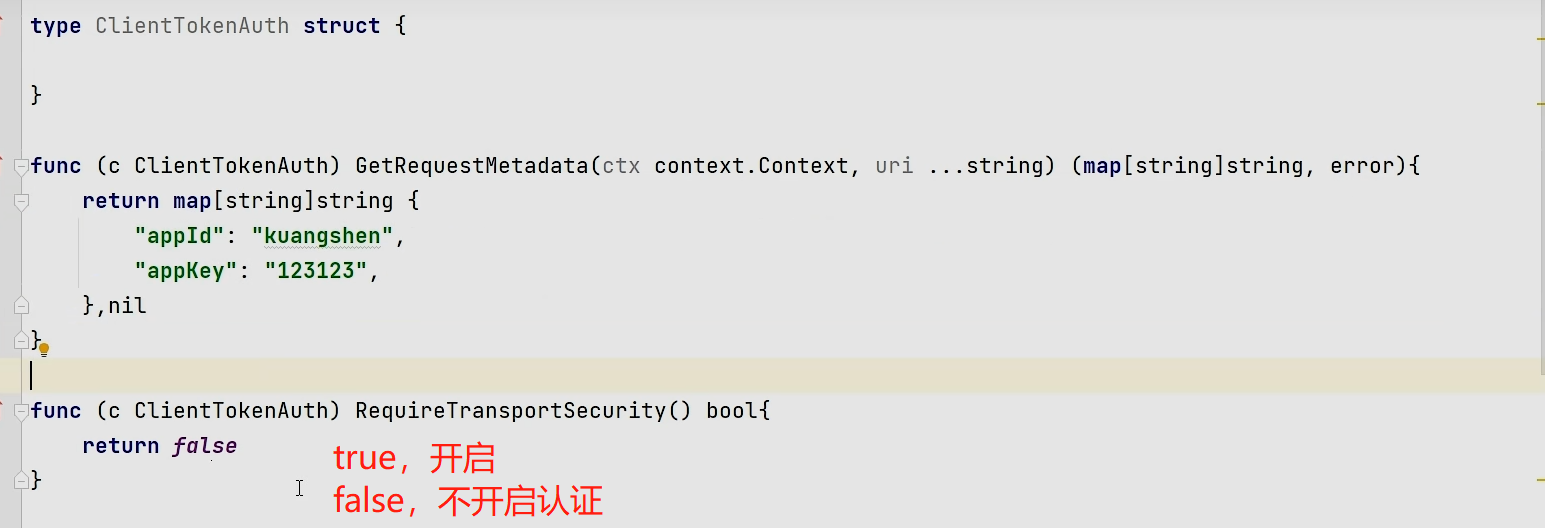 type ClientTokenAuth struct {
}
func (c ClientTokenAuth) GetRequestMetadata(ctx context.Context, uri ...string) (map[string]string, error){
return map[string]string {
"appId": "kuangshen",
"appKey": "123123",
},nil
}
func (c ClientTokenAuth) RequireTransportSecurity() bool{
return false
true，开启
}
false，不开启认证